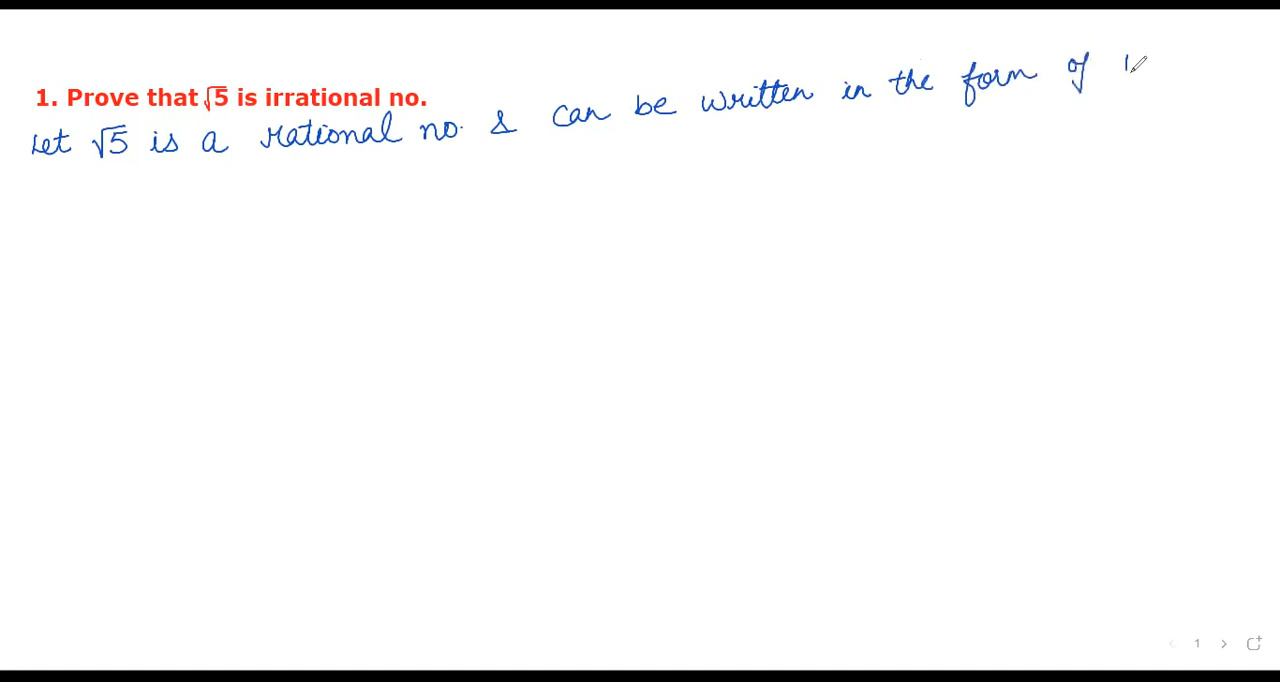 1. Prove that √5 is irrational no.
Let √5 is a rational no. & can be written in the form of
1